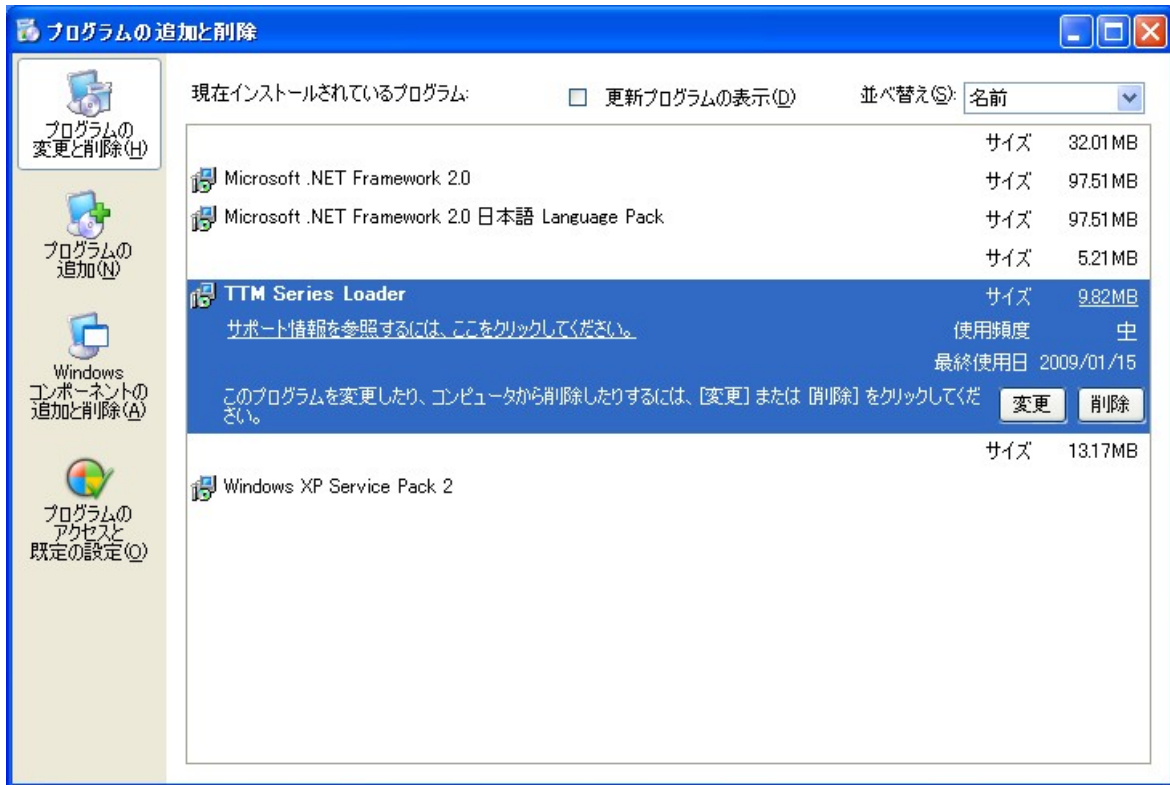 プログラムの追加と削除
プログラムの
変更と削除(H)
プログラムの
追加(N)
Windows
コンポーネントの
追加と削除(A)
プログラムの
アクセスと
既定の設定(O)
現在インストールされているプログラム:
更新プログラムの表示(D)
並べ替え(S):
名前
サイズ 32.01MB
Microsoft .NET Framework 2.0 サイズ 97.51MB
Microsoft .NET Framework 2.0 日本語 Language Pack サイズ 97.51MB
サイズ 5.21MB
TTM Series Loader サイズ 9.82MB
サポート情報を参照するには、ここをクリックしてください。 使用頻度 中
最終使用日 2009/01/15
このプログラムを変更したり、コンピュータから削除したりするには、[変更] または [削除] をクリックしてくだ
さい。
変更 削除
サイズ 13.17MB
Windows XP Service Pack 2